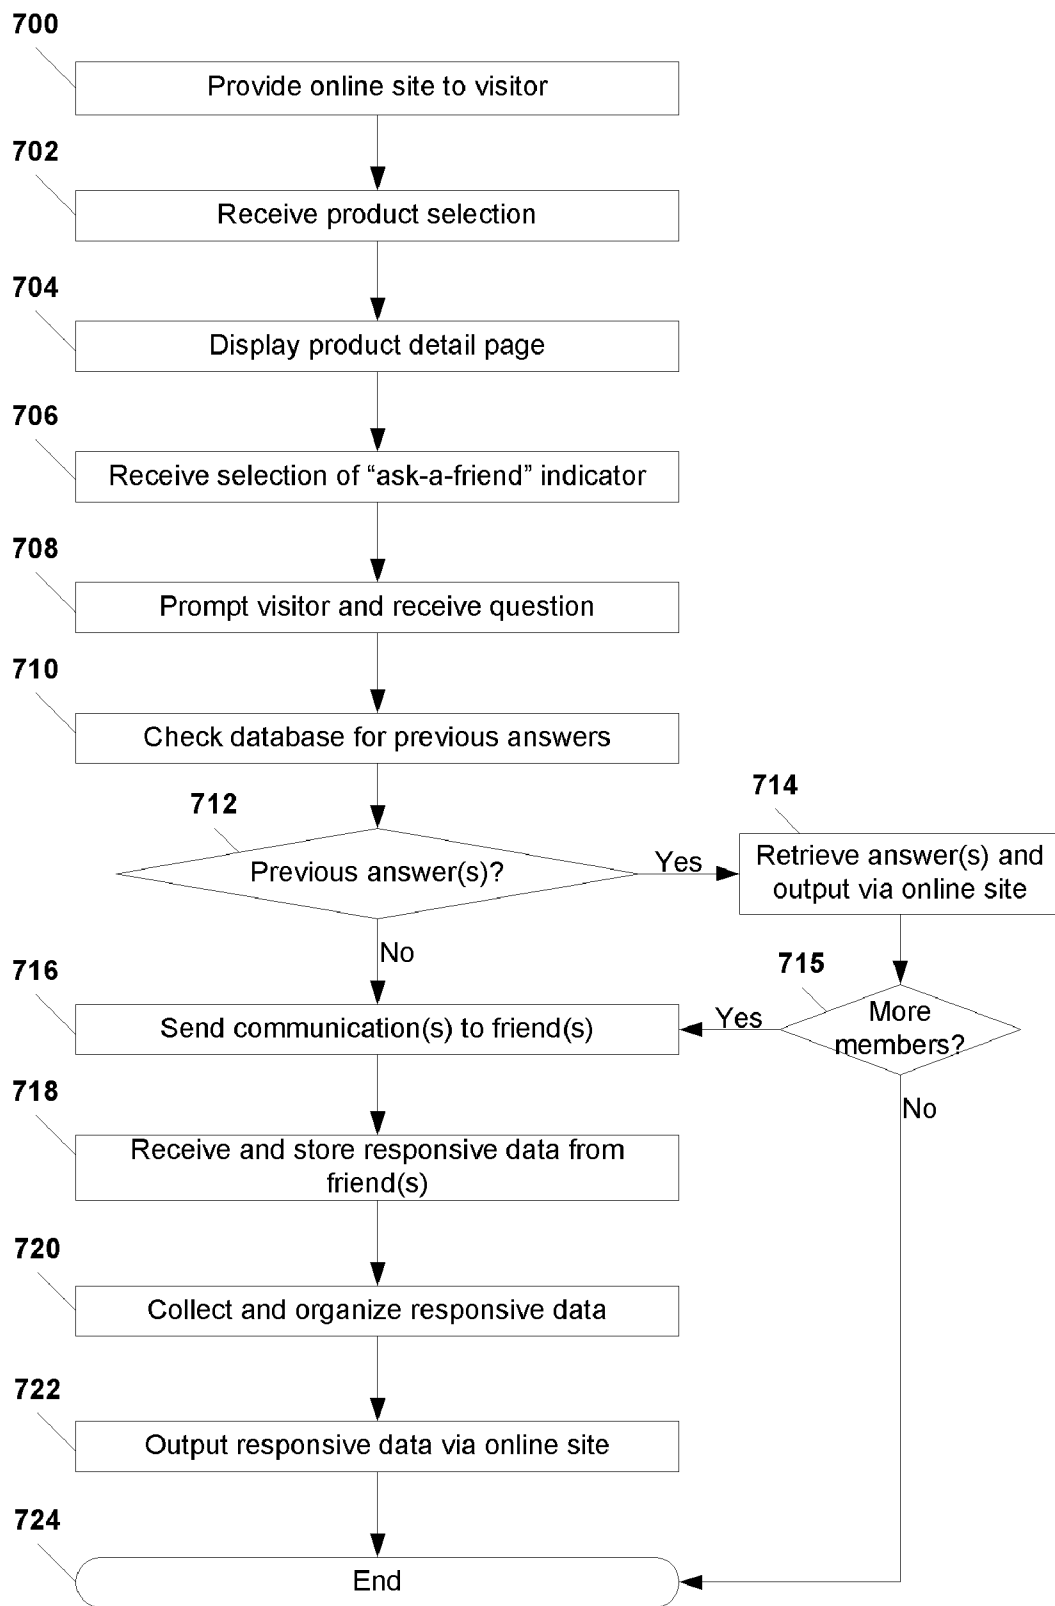 700
Provide online site to visitor
702
Receive product selection
704
Display product detail page
706
Receive selection of “ask-a-friend” indicator
708
Prompt visitor and receive question
710
Check database for previous answers
712
Previous answer(s)?
Yes
714
Retrieve answer(s) and
output via online site
No
716
Send communication(s) to friend(s)
715
More
members?
Yes
No
718
Receive and store responsive data from
friend(s)
720
Collect and organize responsive data
722
Output responsive data via online site
724
End